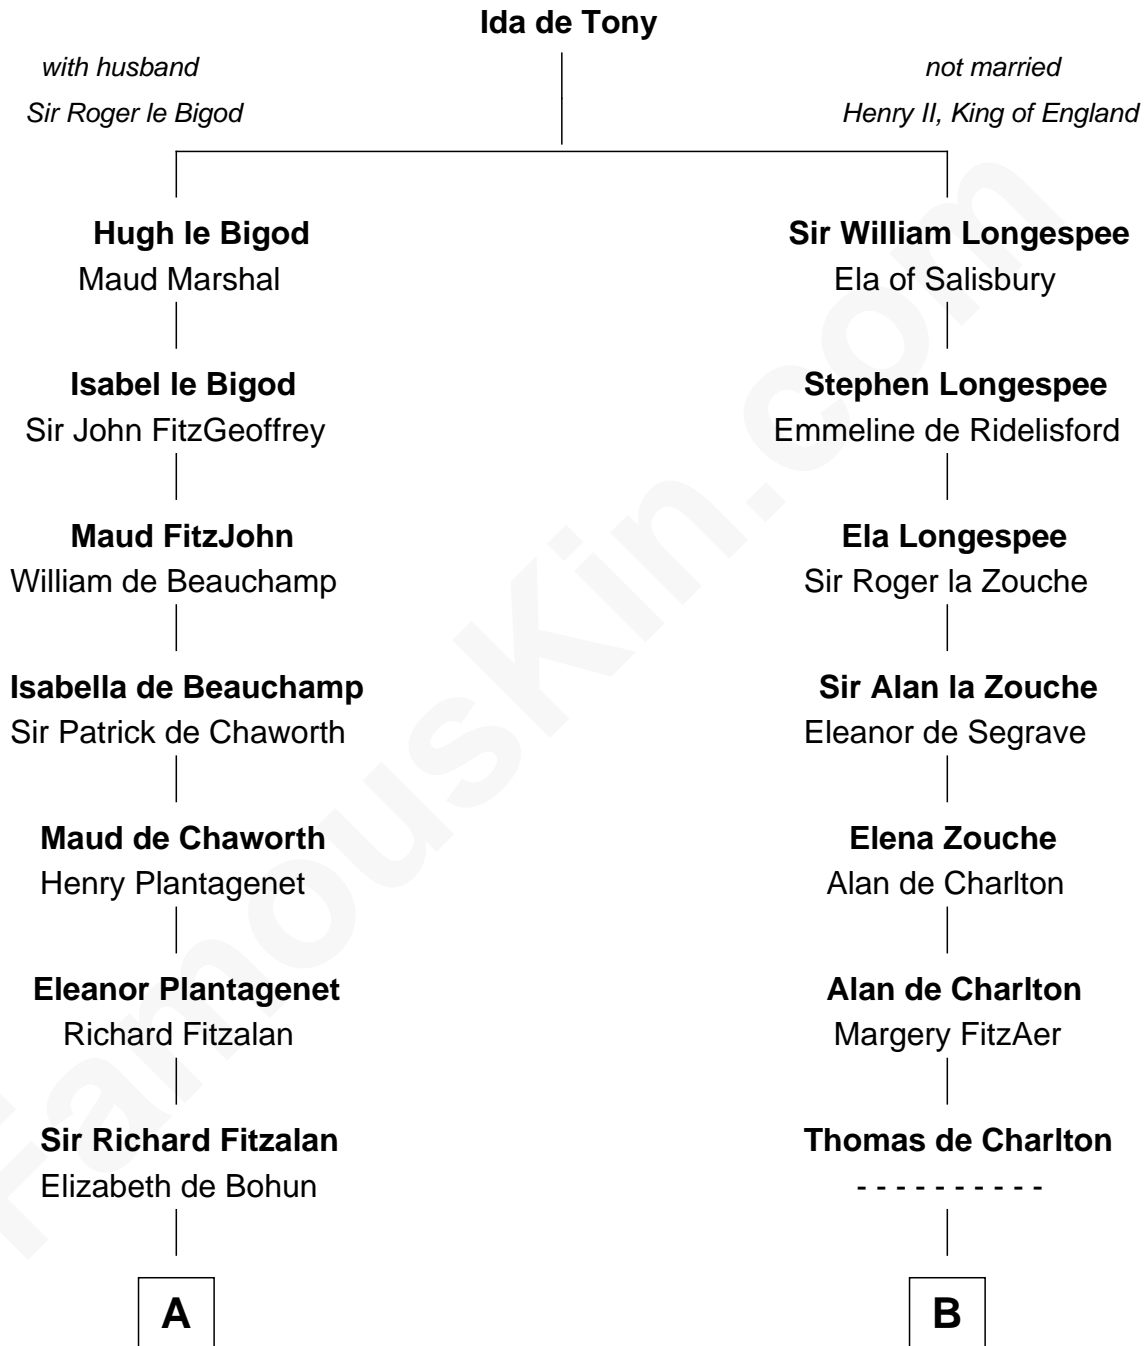 Ida de Tony
with husband
Sir Roger le Bigod
not married
Henry II, King of England
Hugh le Bigod
Maud Marshal
Sir William Longespee
Ela of Salisbury
Isabel le Bigod
Sir John FitzGeoffrey
Stephen Longespee
Emmeline de Ridelisford
Maud FitzJohn
William de Beauchamp
Ela Longespee
Sir Roger la Zouche
Isabella de Beauchamp
Sir Patrick de Chaworth
Sir Alan la Zouche
Eleanor de Segrave
Maud de Chaworth
Henry Plantagenet
Elena Zouche
Alan de Charlton
Eleanor Plantagenet
Richard Fitzalan
Alan de Charlton
Margery FitzAer
Sir Richard Fitzalan
Elizabeth de Bohun
Thomas de Charlton
- - - - - - - - - -
A
B
FamousKin.com